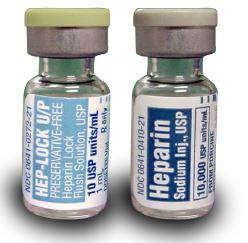 NDC 0641-0272-21
HEP-LOCK U/P
PRESERVATIVE-FREE
Heparin Lock
Flush Solution, USP
10 USP units/mL
1 mL
NDC 0641-0410-21
Heparin
Sodium Inj., USP
10,000 USP units/mL
FROM PORCINE